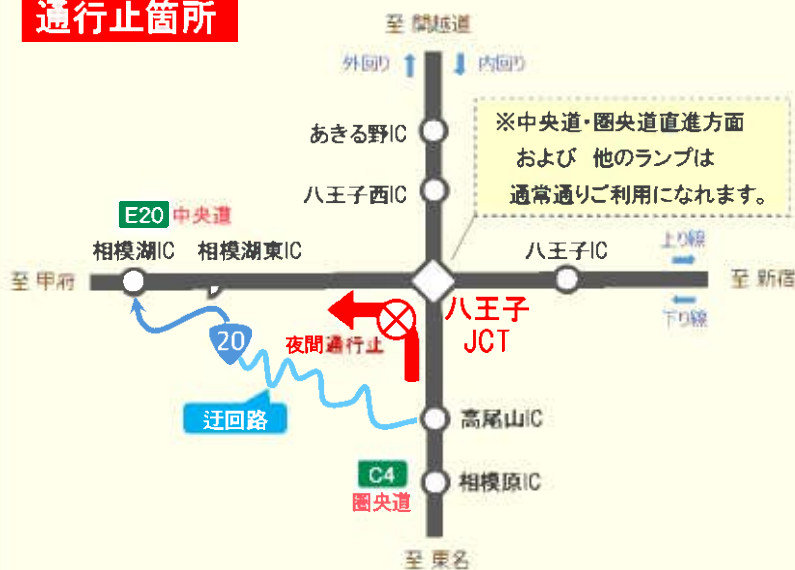 通行止箇所
至 関越道
外回り
内回り
あきる野IC
※中央道・圏央道直進方面
および 他のランプは
通常通りご利用になれます。
八王子西IC
E20 中央道
相模湖IC
相模湖東IC
八王子IC
上り線
至 甲府
至 新宿
下り線
八王子
JCT
20
夜間通行止
迂回路
高尾山IC
C4
圏央道
相模原IC
至 東名